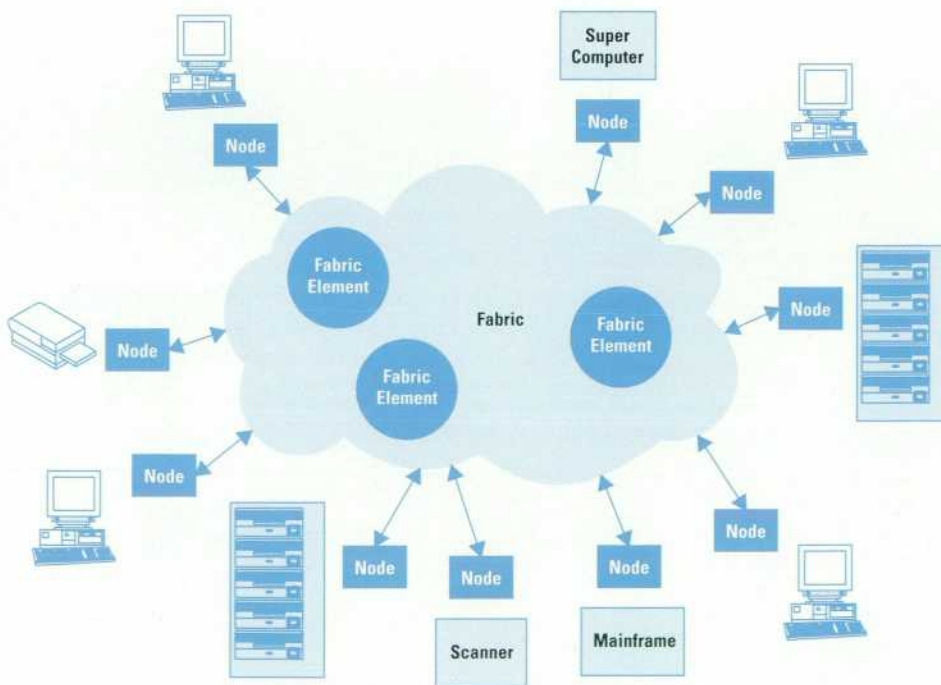 Super
Computer
Node
Node
Node
Fabric
Element
Node
Fabric
Fabric
Element
Node
Fabric
Element
Node
Node
Node
Node
Node
Node
Scanner
Mainframe